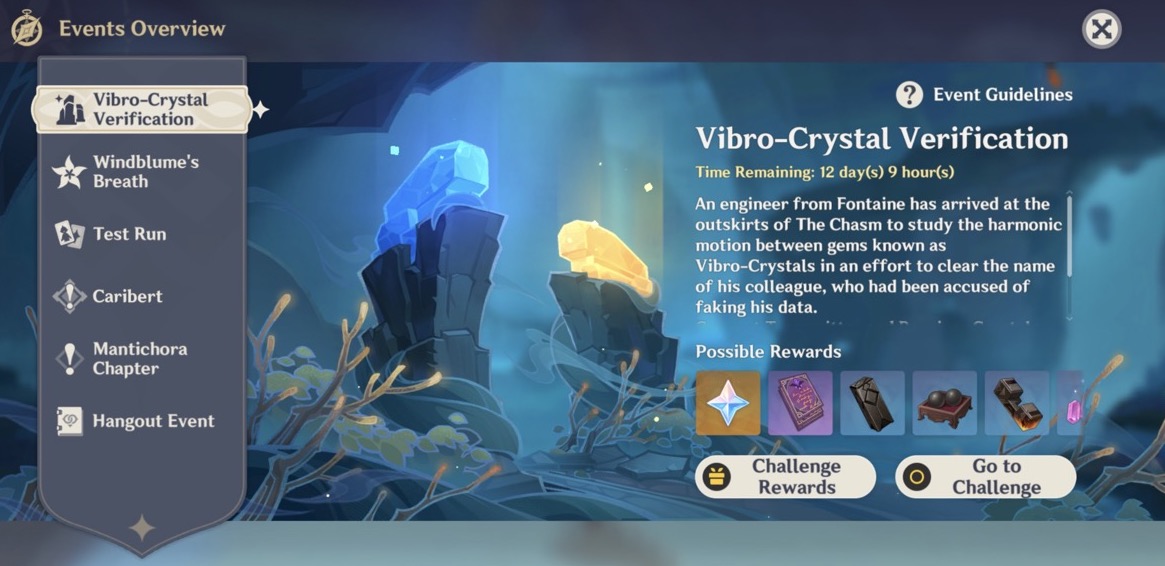 Events Overview
Vibro-Crystal
Verification
Windblume's
Breath
Test Run
Caribert
Mantichora
Chapter
Hangout Event
? Event Guidelines
Vibro-Crystal Verification
Time Remaining: 12 day(s) 9 hour(s)
An engineer from Fontaine has arrived at the
outskirts of The Chasm to study the harmonic
motion between gems known as
Vibro-Crystals in an effort to clear the name
of his colleague, who had been accused of
faking his data.
Possible Rewards
Challenge
Rewards
Go to
Challenge